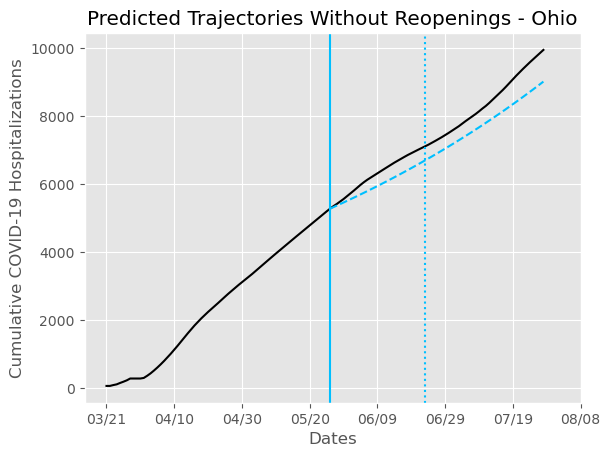 Predicted Trajectories Without Reopenings - Ohio
Cumulative COVID-19 Hospitalizations
10000
8000
6000
4000
2000
0
03/21 04/10 04/30 05/20 06/09 06/29 07/19 08/08
Dates